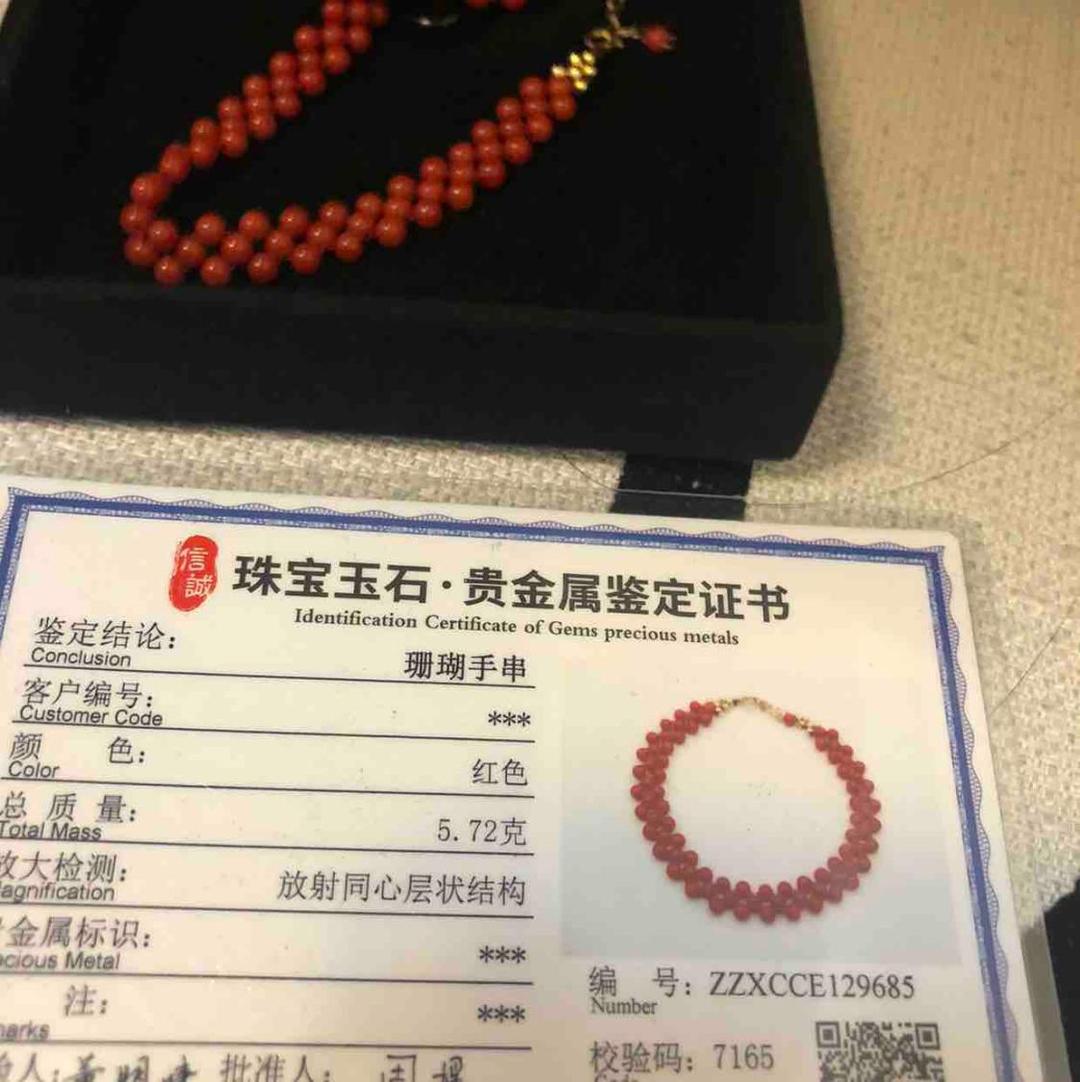 信誠
珠宝玉石·贵金属鉴定证书
Identification Certificate of Gems precious metals
鉴定结论: 珊瑚手串
Conclusion
客户编号: ***
Customer Code
颜 色: 红色
Color
总 质 量: 5.72克
Total Mass
放大检测: 放射同心层状结构
agnification
金属标识: ***
cious Metal
注: ***
arks
编 号: ZZXCCE129685
Number
校验码: 7165
人: 批准人: